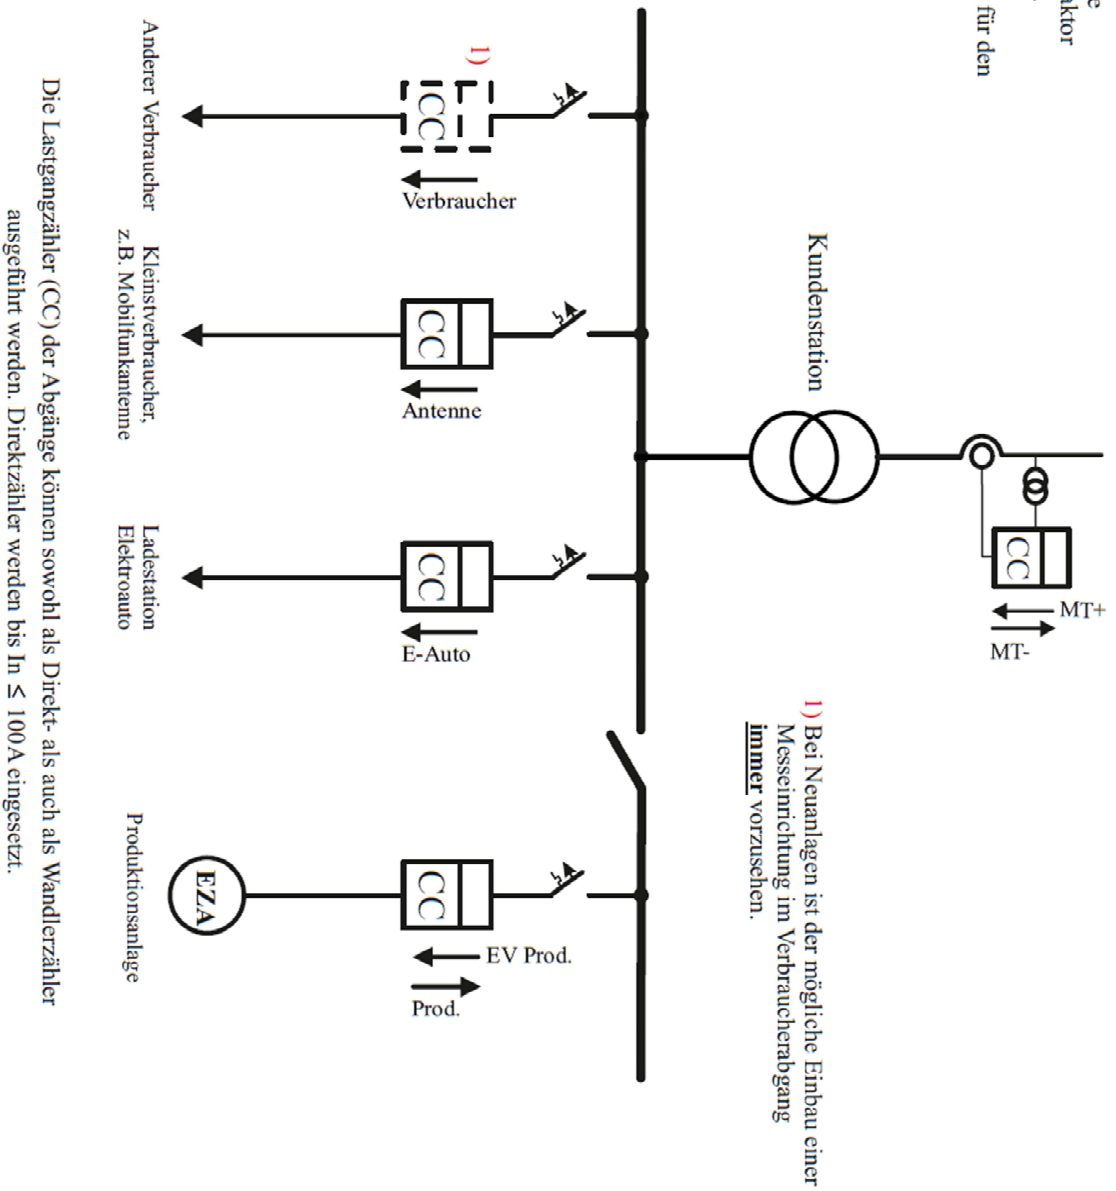 e
aktor
für den
MT+
MT-
CC
Kundenstation
1) Bei Neuanlagen ist der mögliche Einbau einer
Messeinrichtung im Verbraucherabgang
immer vorzusehen.
1)
CC
Verbraucher
CC
Antenne
CC
E-Auto
CC
EV Prod.
Prod.
Anderer Verbraucher
Kleinstverbraucher,
z.B. Mobilfunkantenne
Ladestation
Elektroauto
EZA
Produktionsanlage
Die Lastgangzähler (CC) der Abgänge können sowohl als Direkt- als auch als Wandlerzähler
ausgeführt werden. Direktzähler werden bis In ≤ 100A eingesetzt.